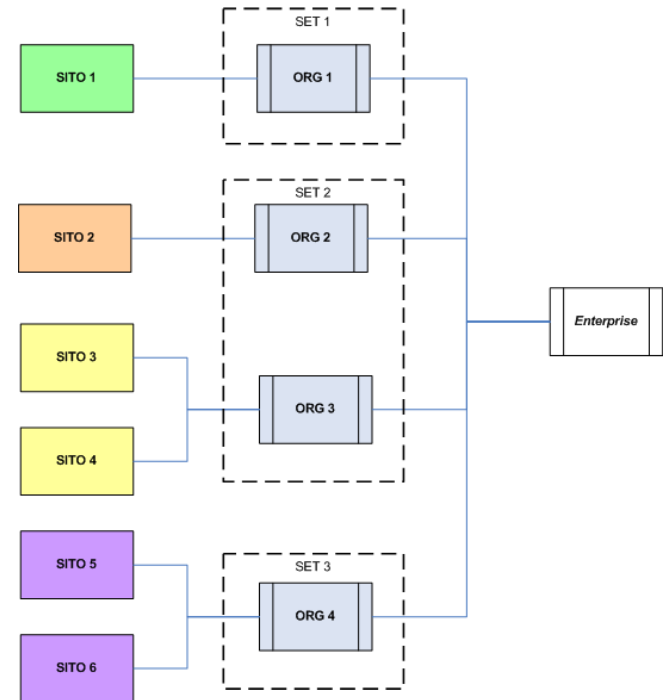 SET 1
SITO 1
ORG 1
SET 2
SITO 2
ORG 2
Enterprise
SITO 3
ORG 3
SITO 4
SITO 5
SET 3
ORG 4
SITO 6